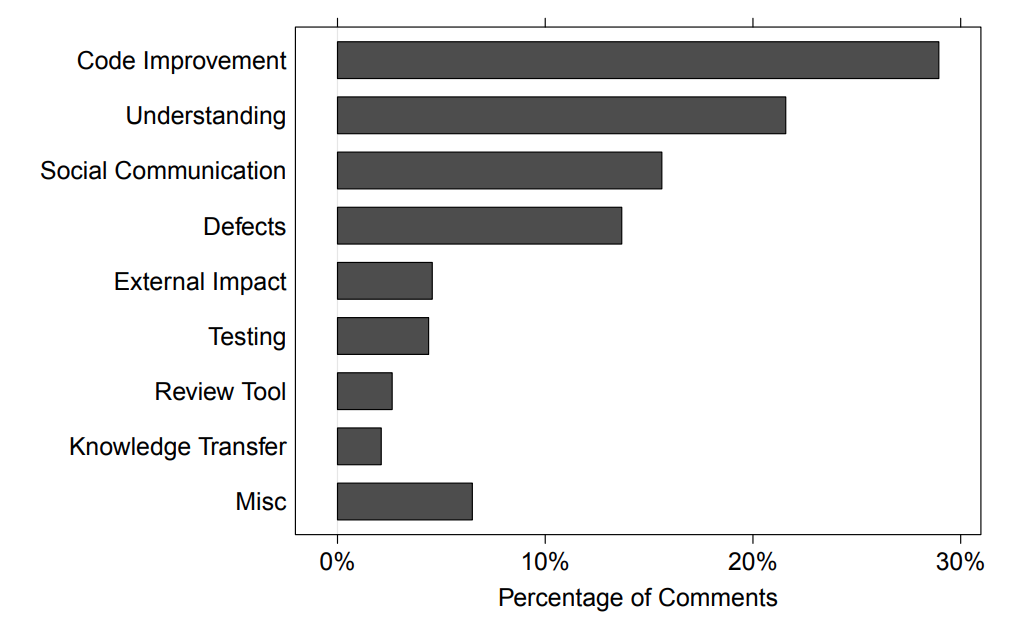 Code Improvement
Understanding
Social Communication
Defects
External Impact
Testing
Review Tool
Knowledge Transfer
Misc
0% 10% 20% 30%
Percentage of Comments